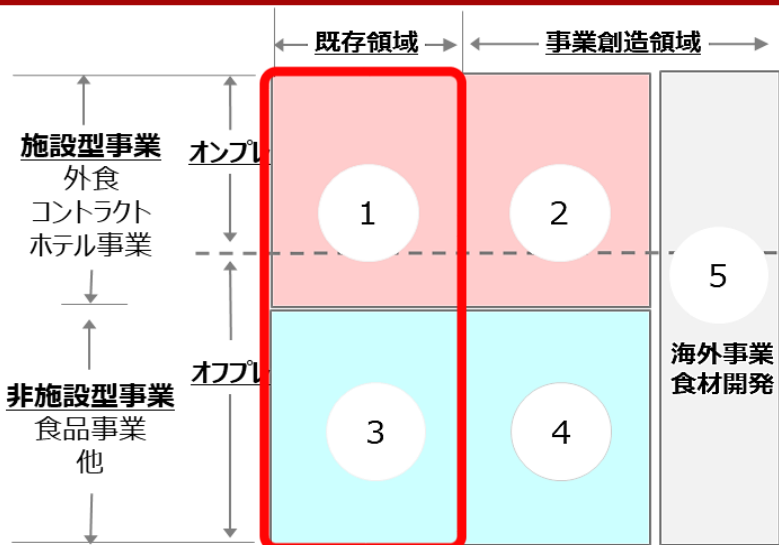 既存領域
事業創造領域
施設型事業
外食
コントラクト
ホテル事業
オンプレ
1
2
5
海外事業
食材開発
オフプレ
非施設型事業
食品事業
他
3
4